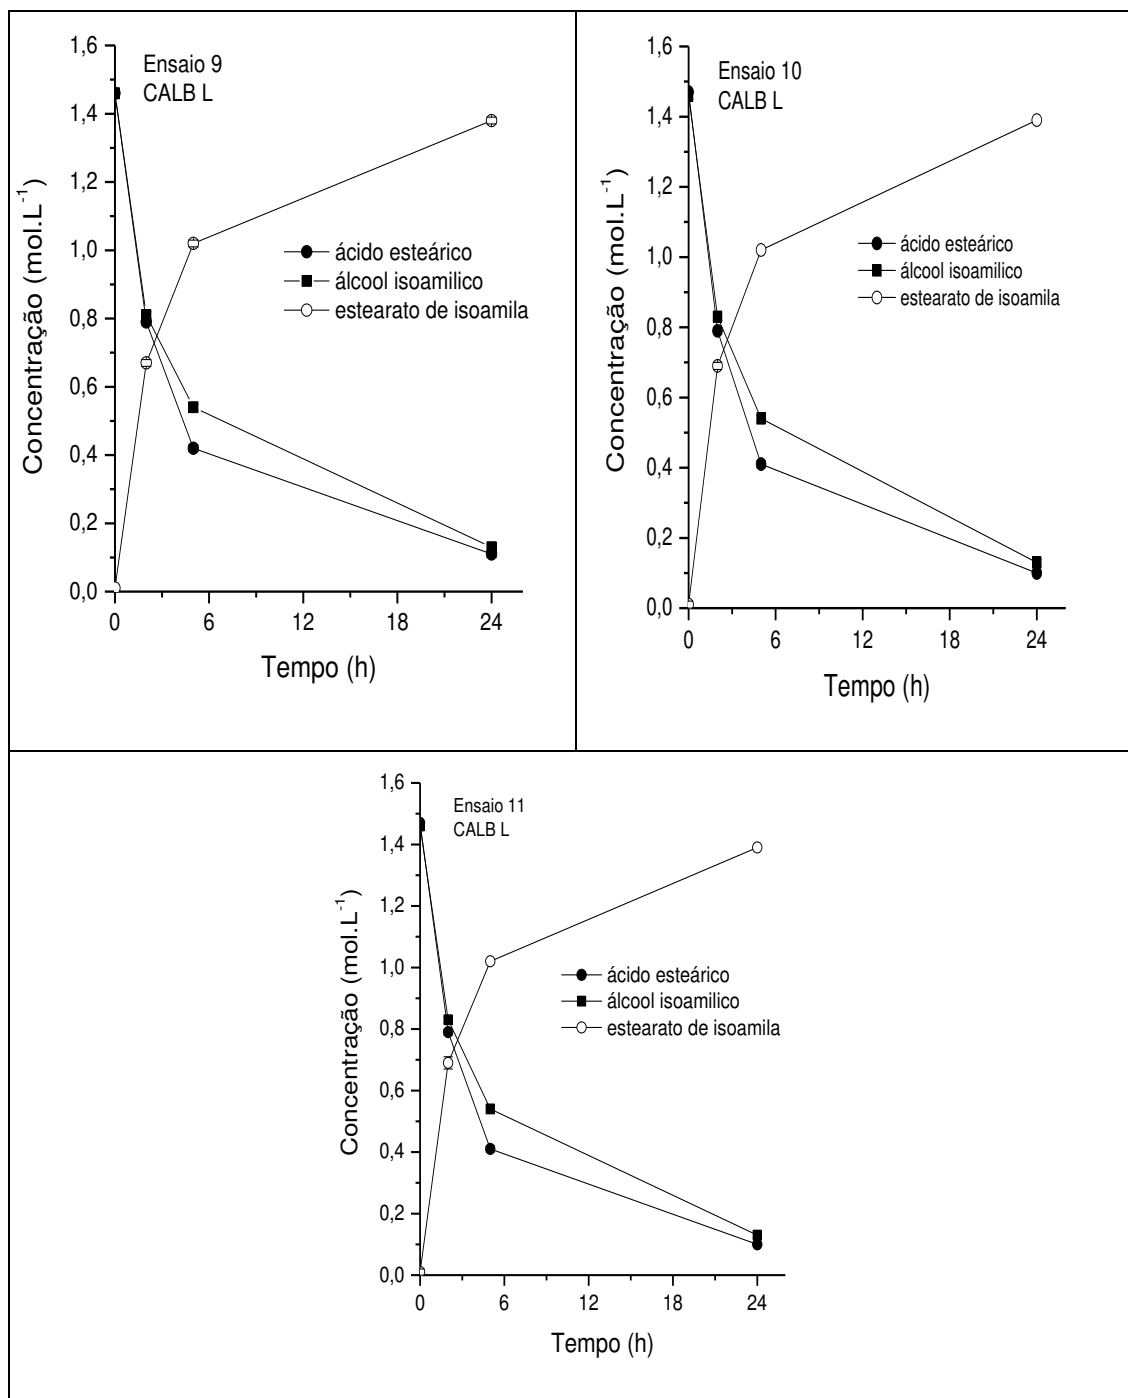 Ensaio 9
CALB L
Concentração (mol.L⁻¹)
1,6
1,4
1,2
1,0
0,8
0,6
0,4
0,2
0,0
ácido esteárico
álcool isoamilico
estearato de isoamila
0 6 12 18 24
Tempo (h)
Ensaio 10
CALB L
Concentração (mol.L⁻¹)
1,6
1,4
1,2
1,0
0,8
0,6
0,4
0,2
0,0
ácido esteárico
álcool isoamilico
estearato de isoamila
0 6 12 18 24
Tempo (h)
Ensaio 11
CALB L
Concentração (mol.L⁻¹)
1,6
1,4
1,2
1,0
0,8
0,6
0,4
0,2
0,0
ácido esteárico
álcool isoamilico
estearato de isoamila
0 6 12 18 24
Tempo (h)